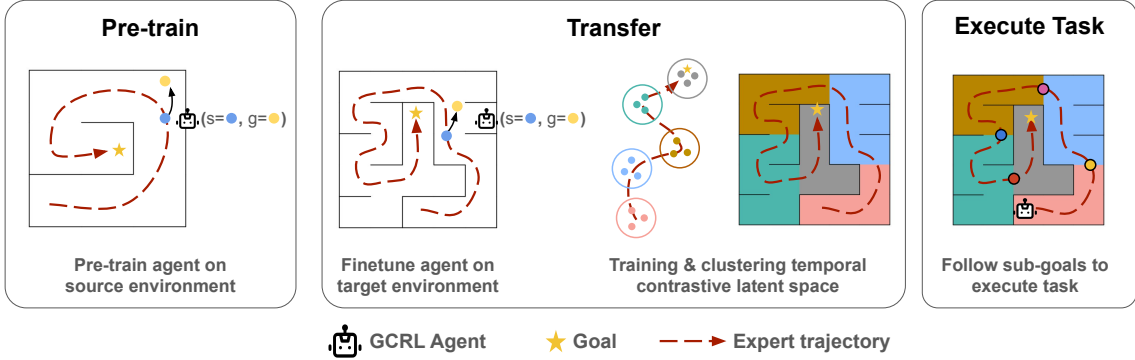 Pre-train
(s= , g= )
Pre-train agent on
source environment
Transfer
(s= , g= )
Finetune agent on
target environment
Training & clustering temporal
contrastive latent space
Execute Task
Follow sub-goals to
execute task
GCRL Agent
Goal
Expert trajectory